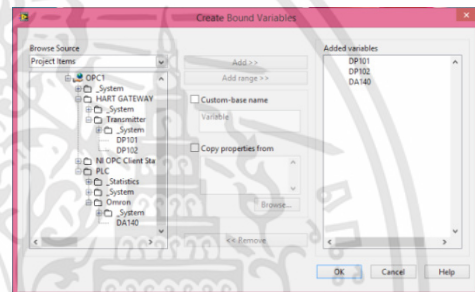 Create Bound Variables
Browse Source
Project Items
OPC1
_System
HART GATEWAY
_System
Transmitter
_System
DP101
DP102
NI OPC Client Sta
PLC
_Statistics
_System
Omron
_System
DA140
Add >>
Add range >>
Custom-base name
Variable
Copy properties from
Browse...
<< Remove
Added variables
DP101
DP102
DA140
OK
Cancel
Help